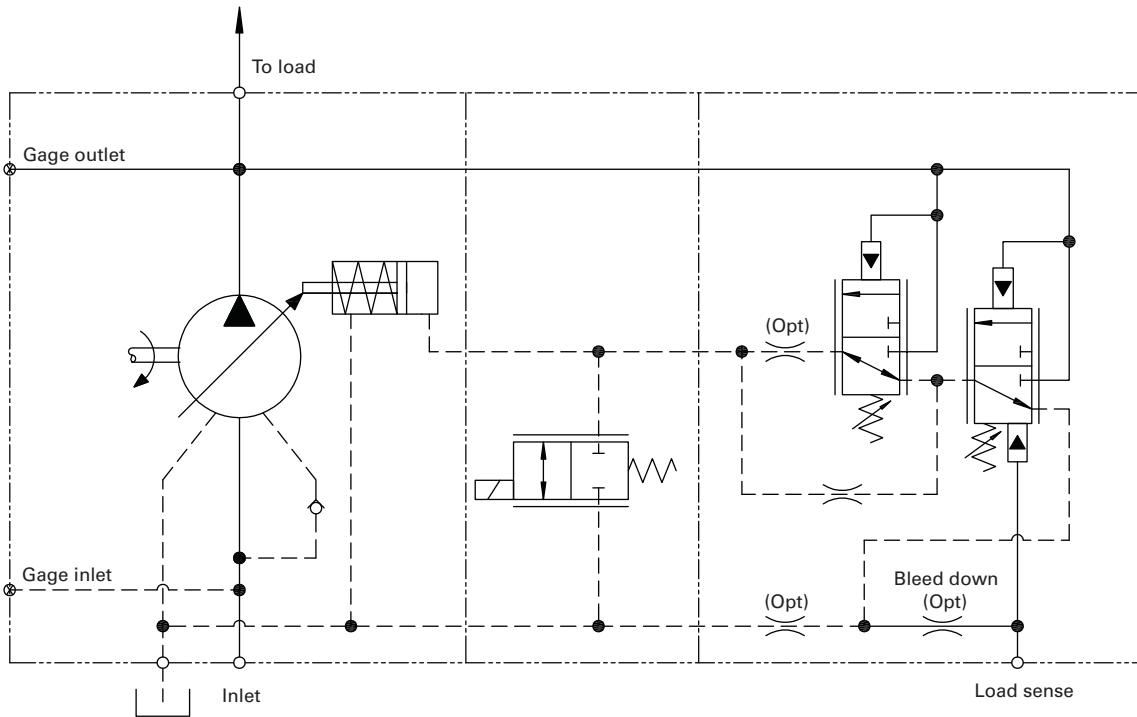 To load
Gage outlet
(Opt)
Gage inlet
(Opt)
Bleed down
(Opt)
Inlet
Load sense